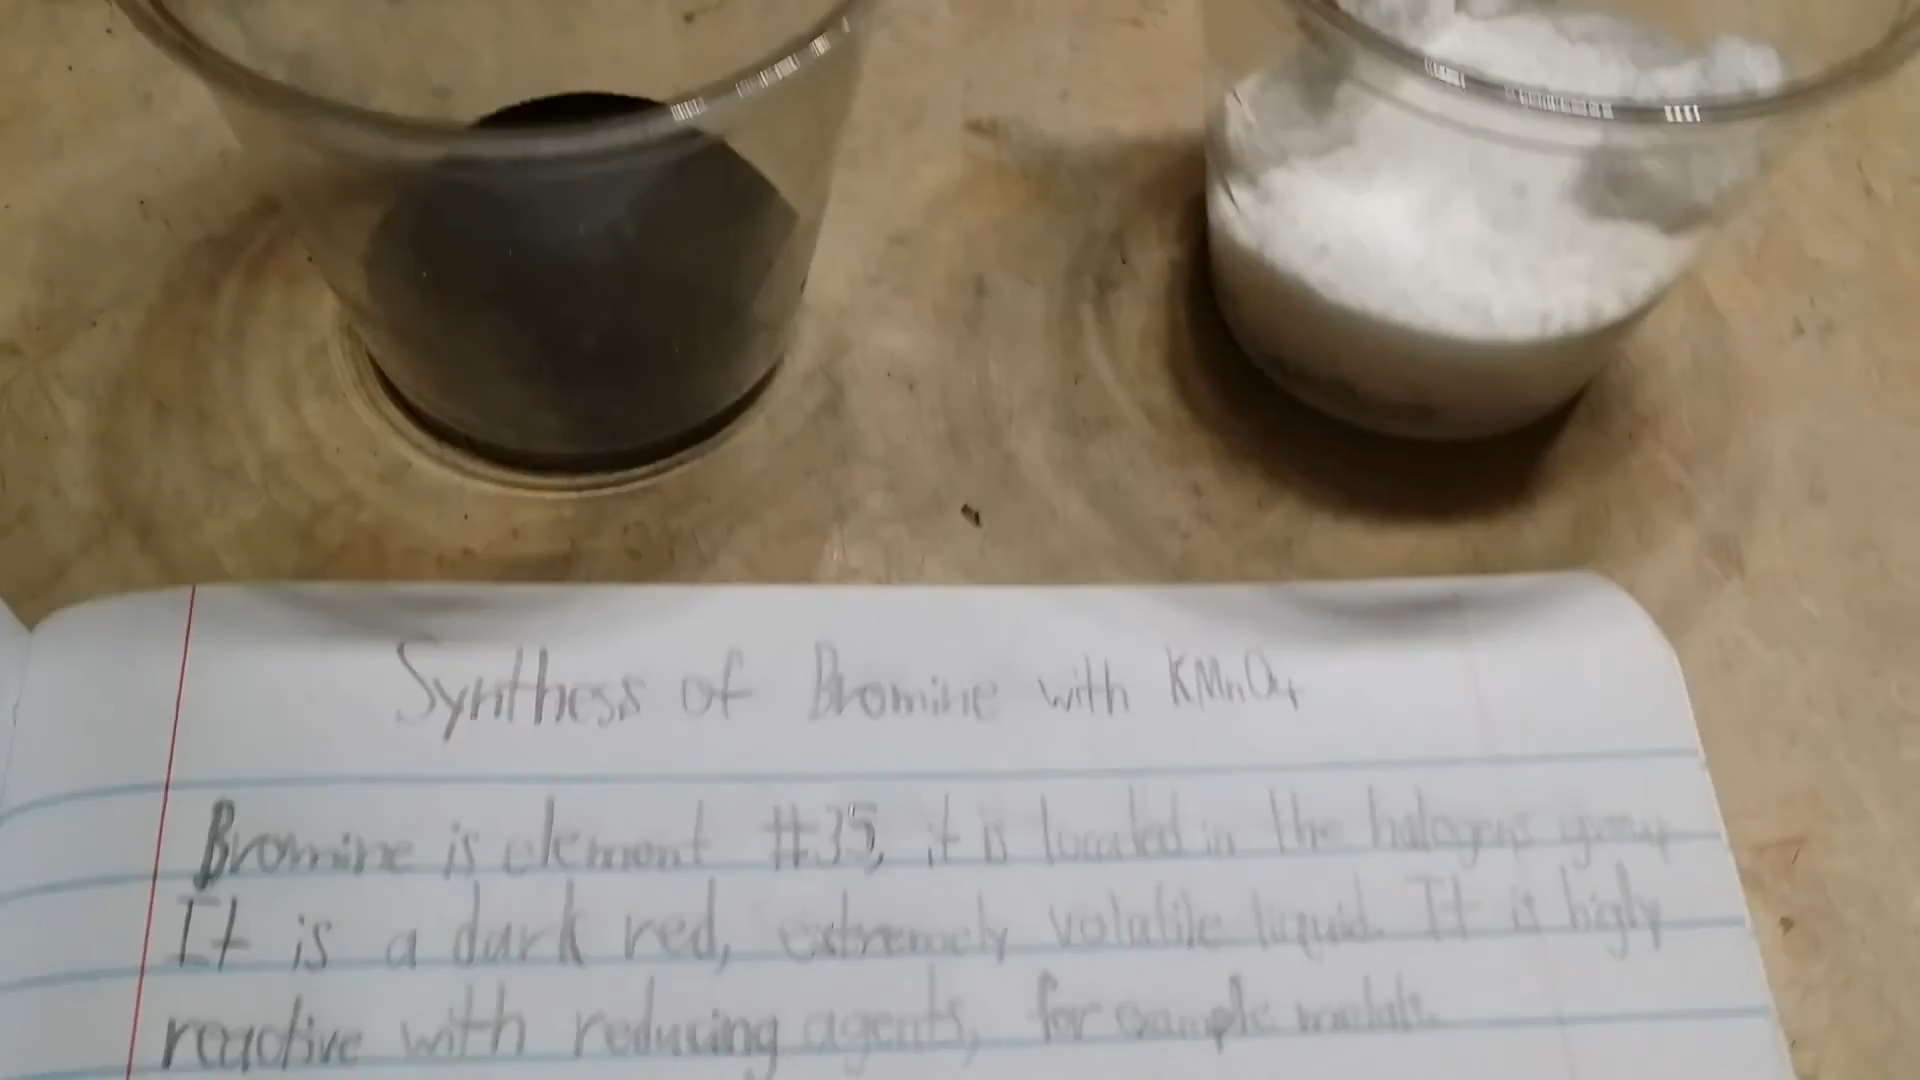 Synthesis of Bromine with KMnO4
Bromine is element #35, it is located in the halogens group
It is a dark red, extremely volatile liquid. It is higly
reactive with reducing agents, for example metals.